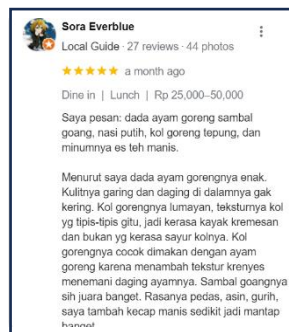 Sora Everblue
Local Guide · 27 reviews · 44 photos
★★★★★ a month ago
Dine in | Lunch | Rp 25,000–50,000
Saya pesan: dada ayam goreng sambal
goang, nasi putih, kol goreng tepung, dan
minumnya es teh manis.
Menurut saya dada ayam gorengnya enak.
Kulitnya garing dan daging di dalamnya gak
kering. Kol gorengnya lumayan, teksturnya kol
yg tipis-tipis gitu, jadi kerasa kayak kremesan
dan bukan yg kerasa sayur kolnya. Kol
gorengnya cocok dimakan dengan ayam
goreng karena menambah tekstur krenyes
menemani daging ayamnya. Sambal goangnya
sih juara banget. Rasanya pedas, asin, gurih,
saya tambah kecap manis sedikit jadi mantap
banget